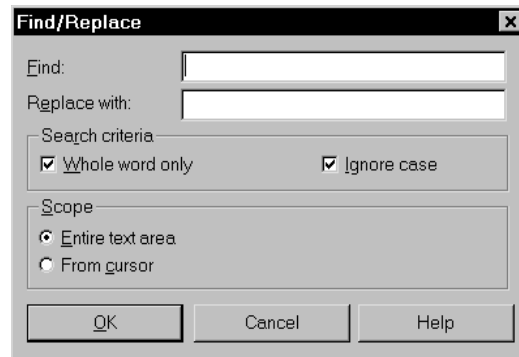 Find/Replace
Find:
Replace with:
Search criteria
Whole word only
Ignore case
Scope
Entire text area
From cursor
OK Cancel Help